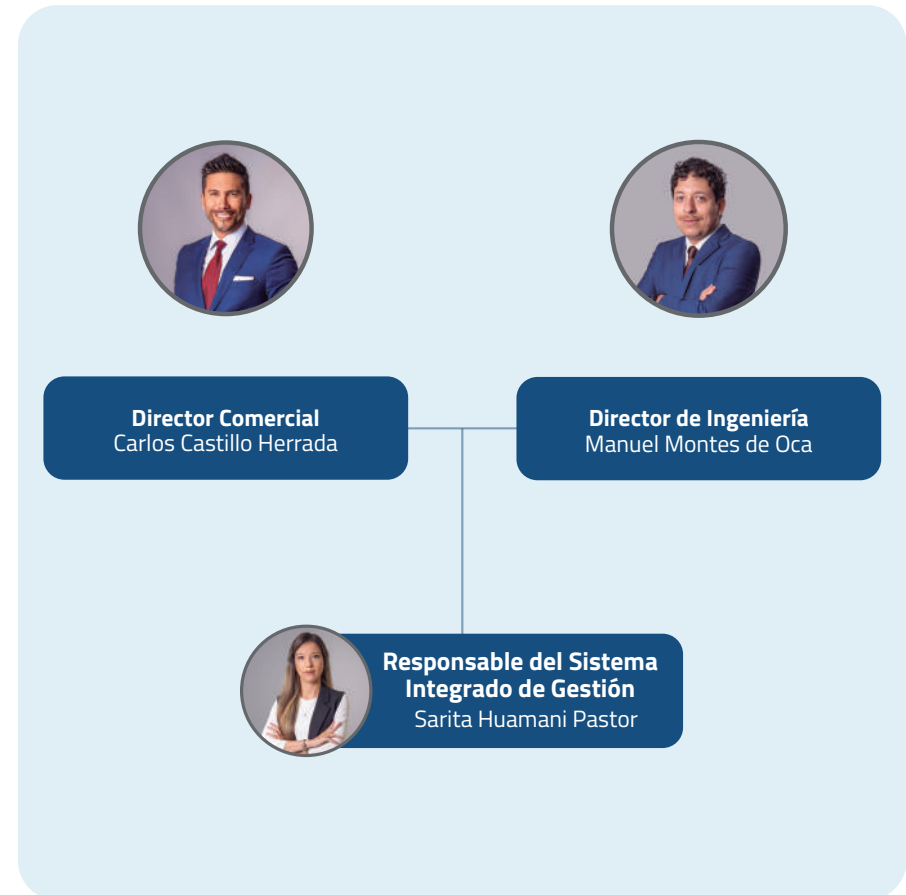 Director Comercial
Carlos Castillo Herrada
Director de Ingeniería
Manuel Montes de Oca
Responsable del Sistema
Integrado de Gestión
Sarita Huamani Pastor